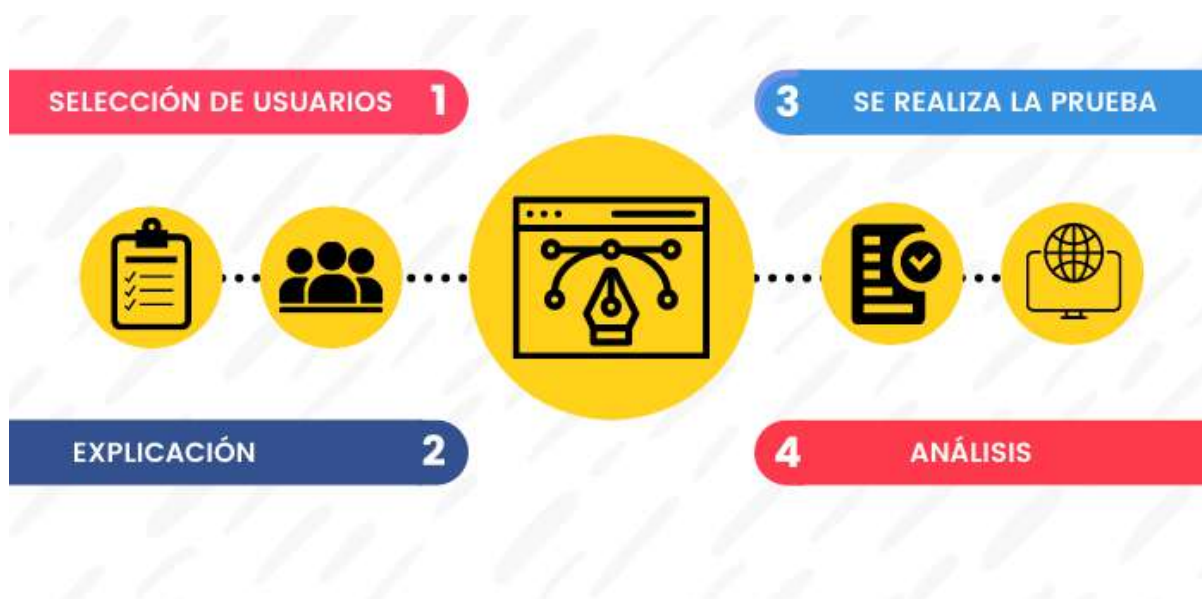 SELECCIÓN DE USUARIOS 1
EXPLICACIÓN 2
3 SE REALIZA LA PRUEBA
4 ANÁLISIS